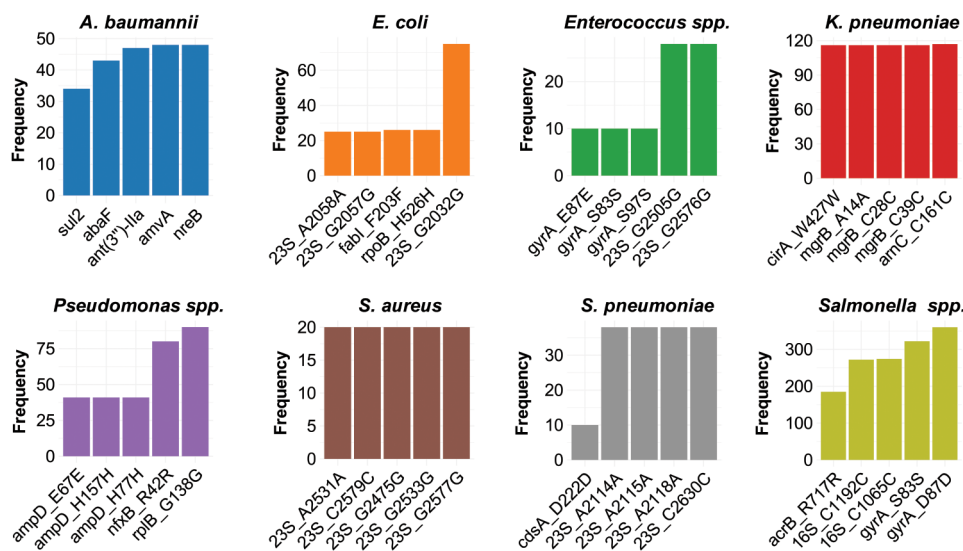 A. baumannii
Frequency
50
40
30
20
10
0
sul2
abaF
ant(3")-IIa
amvA
nreB
E. coli
Frequency
60
40
20
0
23S_A2058A
23S_G2057G
fabI_F203F
rpoB_H526H
23S_G2032G
Enterococcus spp.
Frequency
20
10
0
gyrA_E87E
gyrA_S83S
gyrA_S97S
23S_G2505G
23S_G2576G
K. pneumoniae
Frequency
120
90
60
30
0
cirA_W427W
mgrB_A14A
mgrB_C28C
mgrB_C39C
arnC_C161C
Pseudomonas spp.
Frequency
75
50
25
0
ampD_E67E
ampD_H157H
ampD_H77H
nfxB_R42R
rplB_G138G
S. aureus
Frequency
20
15
10
5
0
23S_A2531A
23S_C2579C
23S_G2475G
23S_G2533G
23S_G2577G
S. pneumoniae
Frequency
30
20
10
0
cdsA_D222D
23S_A2114A
23S_A2115A
23S_A2118A
23S_C2630C
Salmonella spp.
Frequency
300
200
100
0
acrB_R717R
16S_C1192C
16S_C1065C
gyrA_S83S
gyrA_D87D